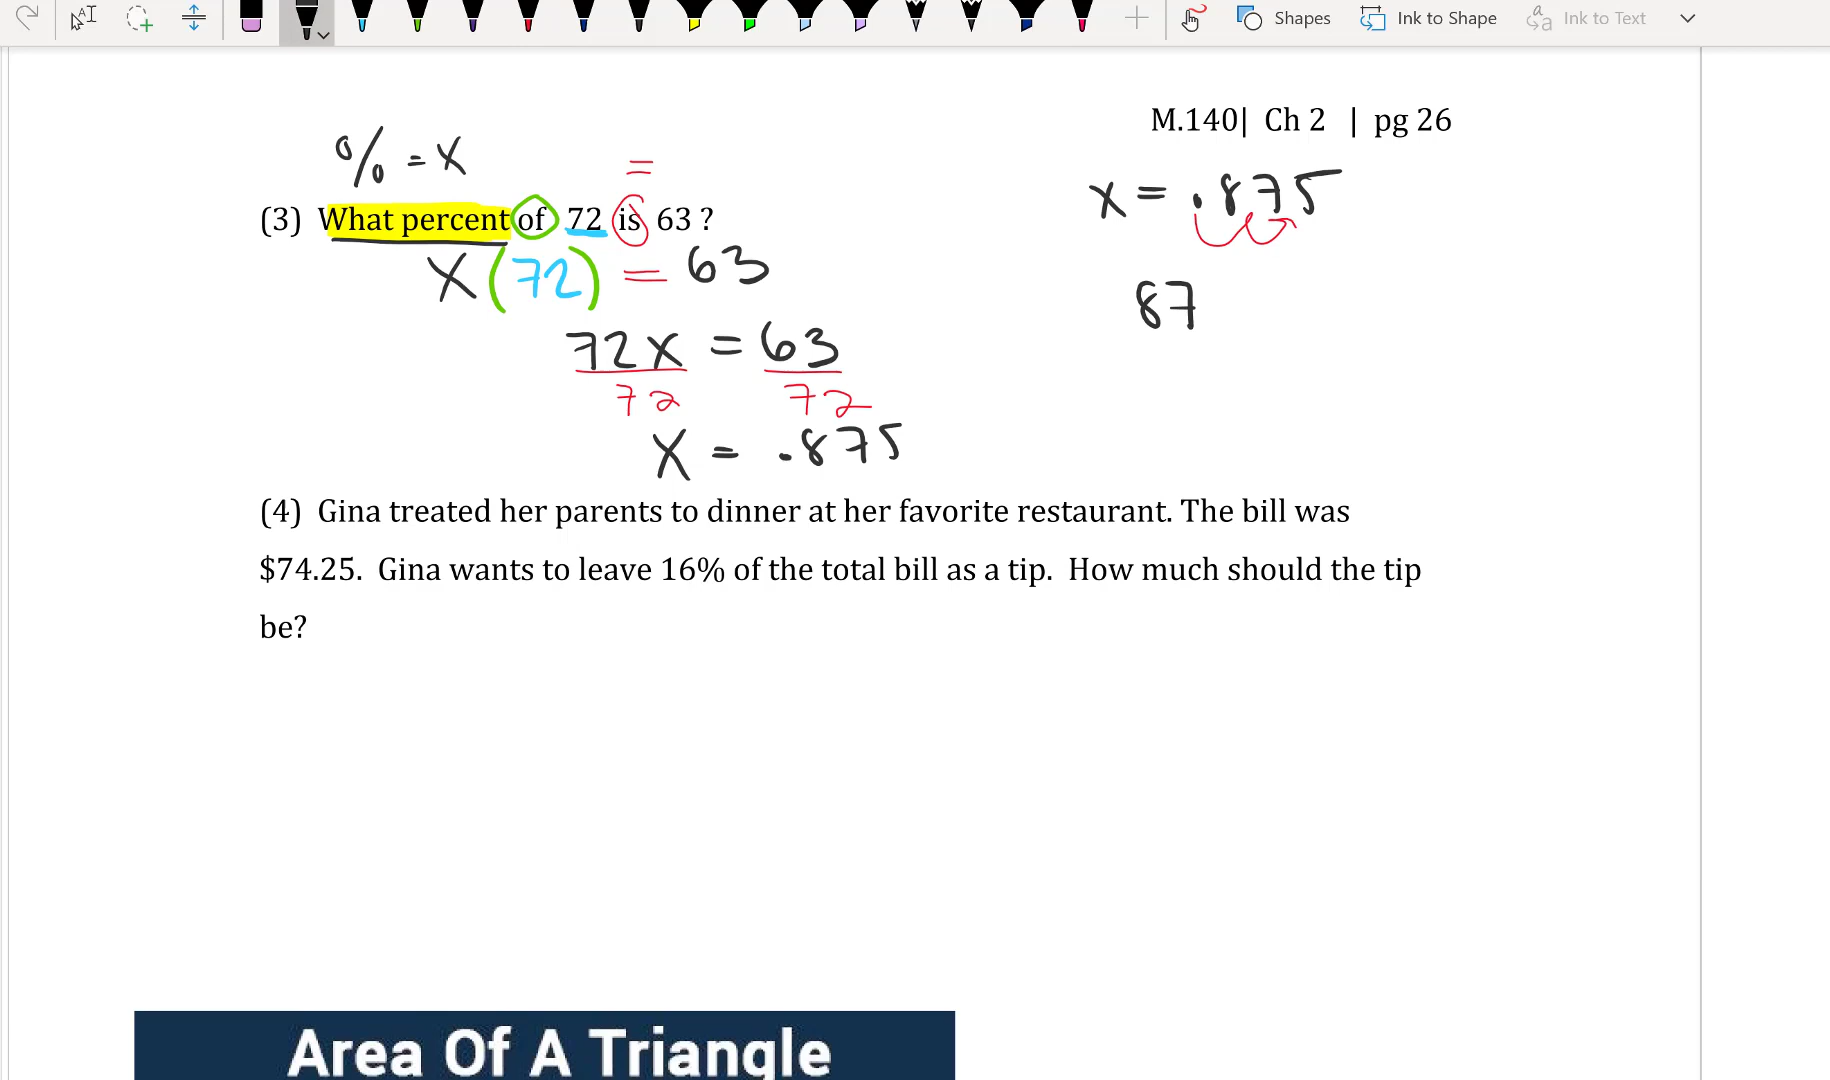 Shapes Ink to Shape Ink to Text
M.140| Ch 2 | pg 26
% = x
=
x = .875
(3) What percent of 72 is 63 ?
X (72) = 63
87
72x = 63
72 72
X = .875
(4) Gina treated her parents to dinner at her favorite restaurant. The bill was
$74.25. Gina wants to leave 16% of the total bill as a tip. How much should the tip
be?
Area Of A Triangle